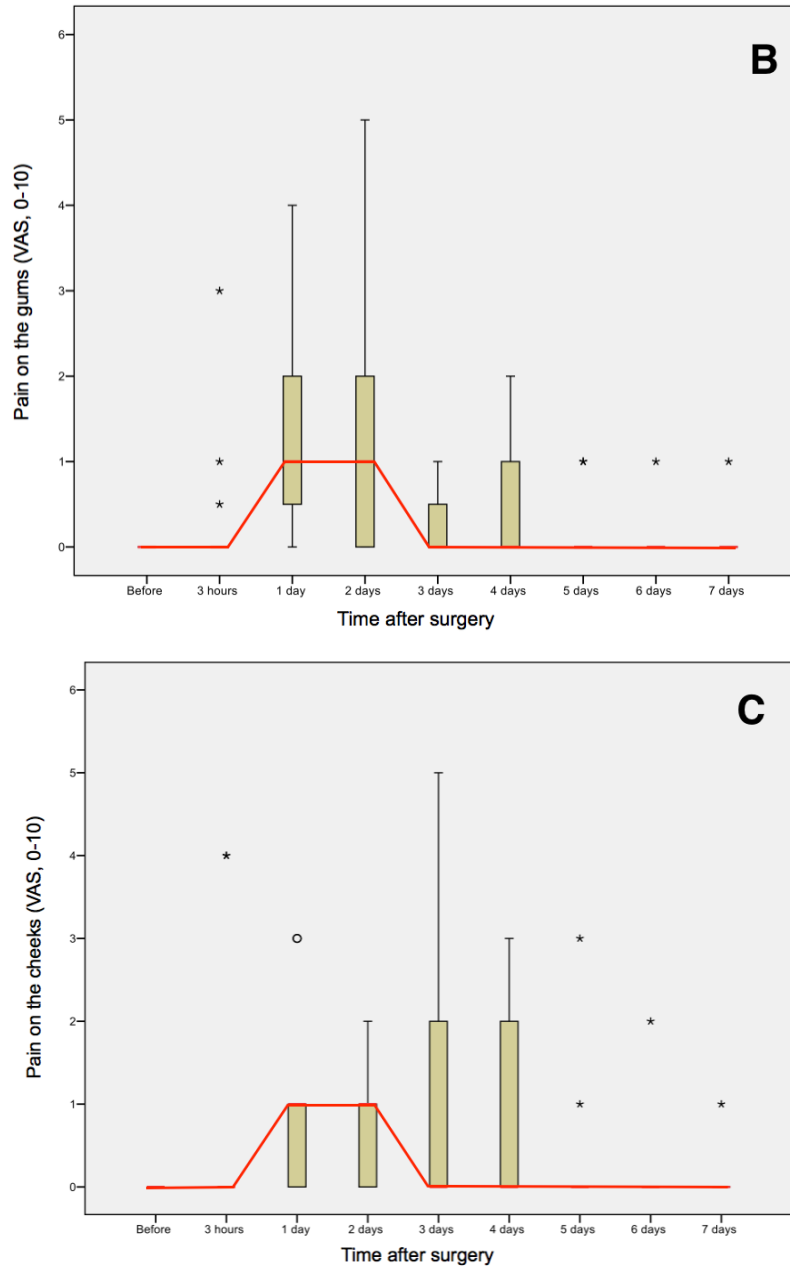 B
Pain on the gums (VAS, 0-10)
6
5
4
3
2
1
0
Before 3 hours 1 day 2 days 3 days 4 days 5 days 6 days 7 days
Time after surgery
C
Pain on the cheeks (VAS, 0-10)
6
5
4
3
2
1
0
Before 3 hours 1 day 2 days 3 days 4 days 5 days 6 days 7 days
Time after surgery